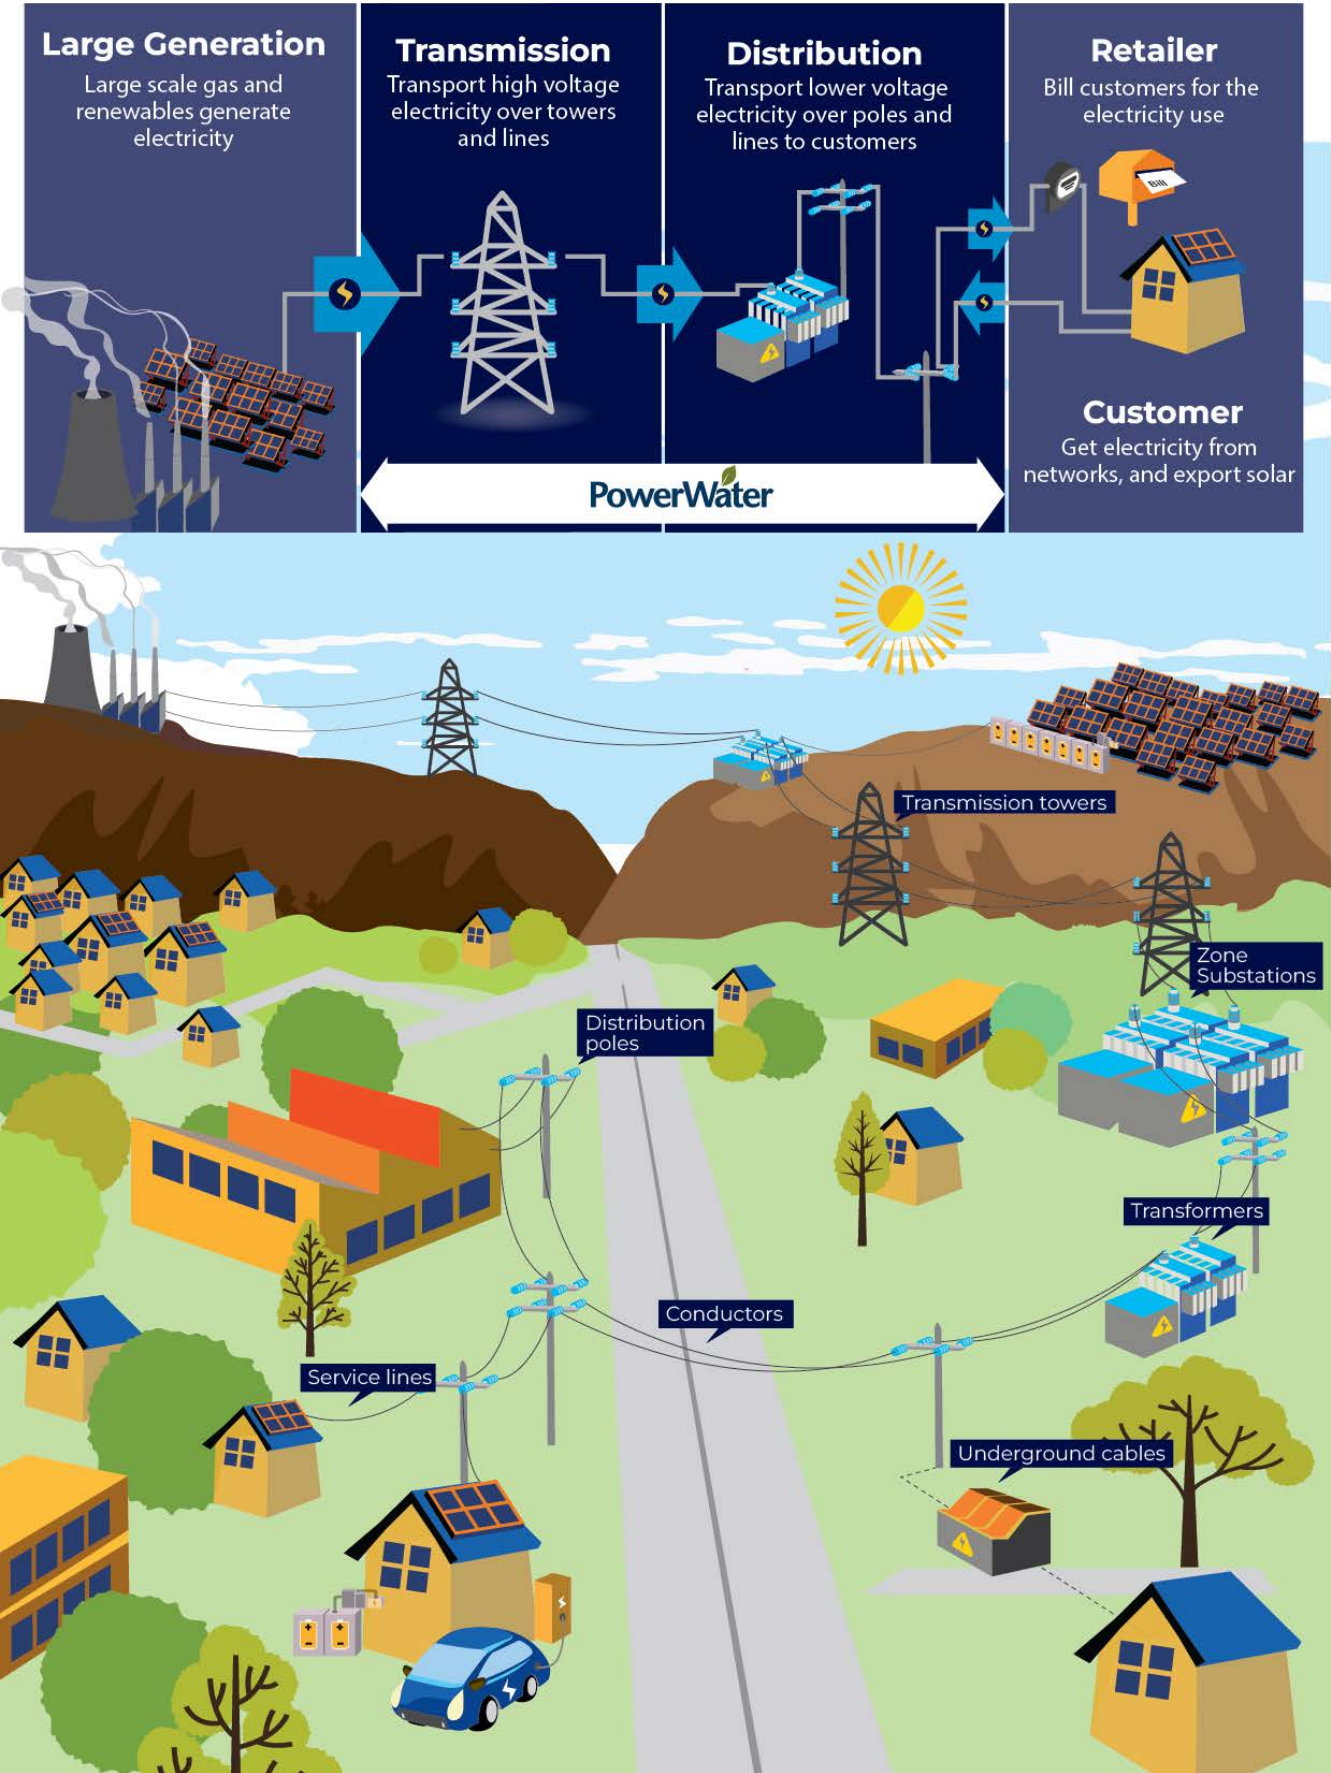 Large Generation
Large scale gas and
renewables generate
electricity
Transmission
Transport high voltage
electricity over towers
and lines
Distribution
Transport lower voltage
electricity over poles and
lines to customers
Retailer
Bill customers for the
electricity use
Bill
Customer
Get electricity from
networks, and export solar
PowerWater
Transmission towers
Zone
Substations
Distribution
poles
Transformers
Conductors
Service lines
Underground cables